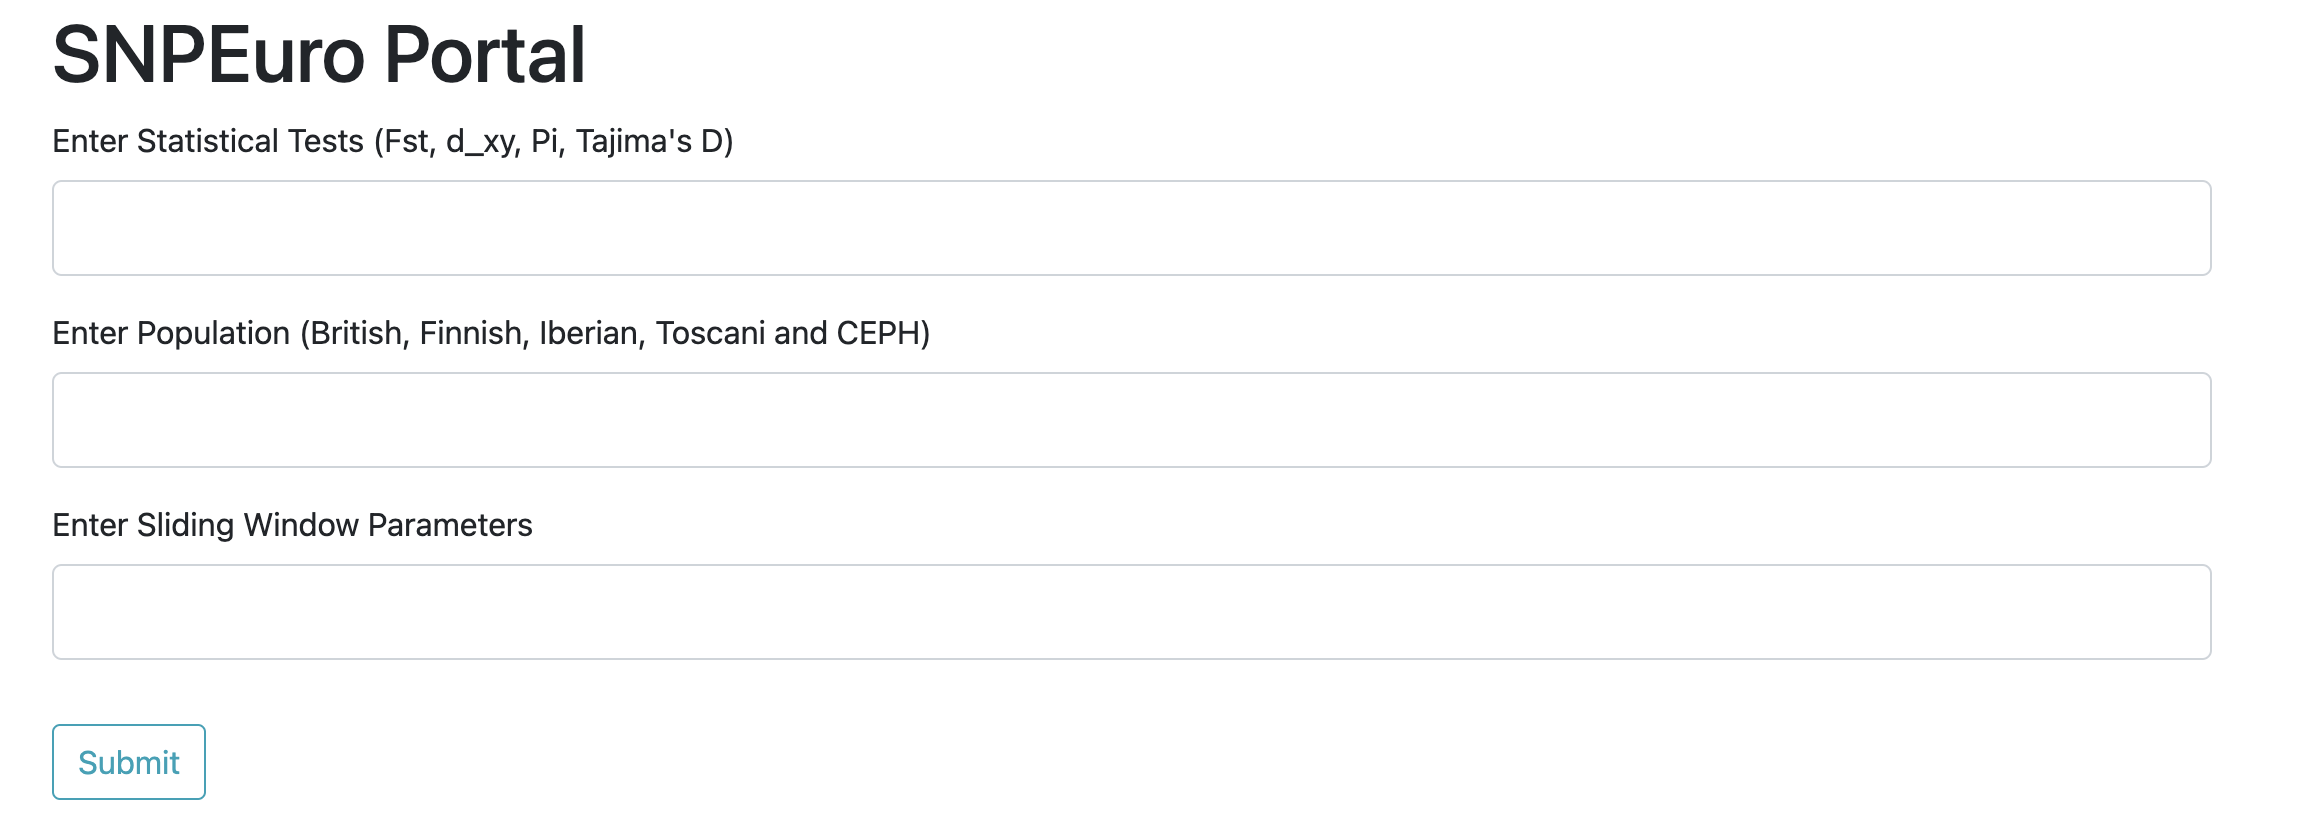 SNPEuro Portal
Enter Statistical Tests (Fst, d_xy, Pi, Tajima's D)
Enter Population (British, Finnish, Iberian, Toscani and CEPH)
Enter Sliding Window Parameters
Submit